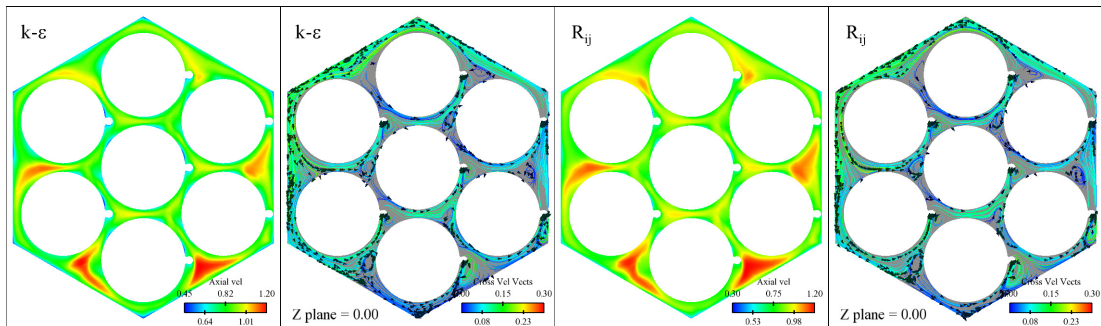 k-ε
Axial vel
0.45 0.82 1.20
0.64 1.01
k-ε
Cross Vel Vects
0.00 0.15 0.30
0.08 0.23
Z plane = 0.00
R_ij
Axial vel
0.30 0.75 1.20
0.53 0.98
R_ij
Cross Vel Vects
0.00 0.15 0.30
0.08 0.23
Z plane = 0.00